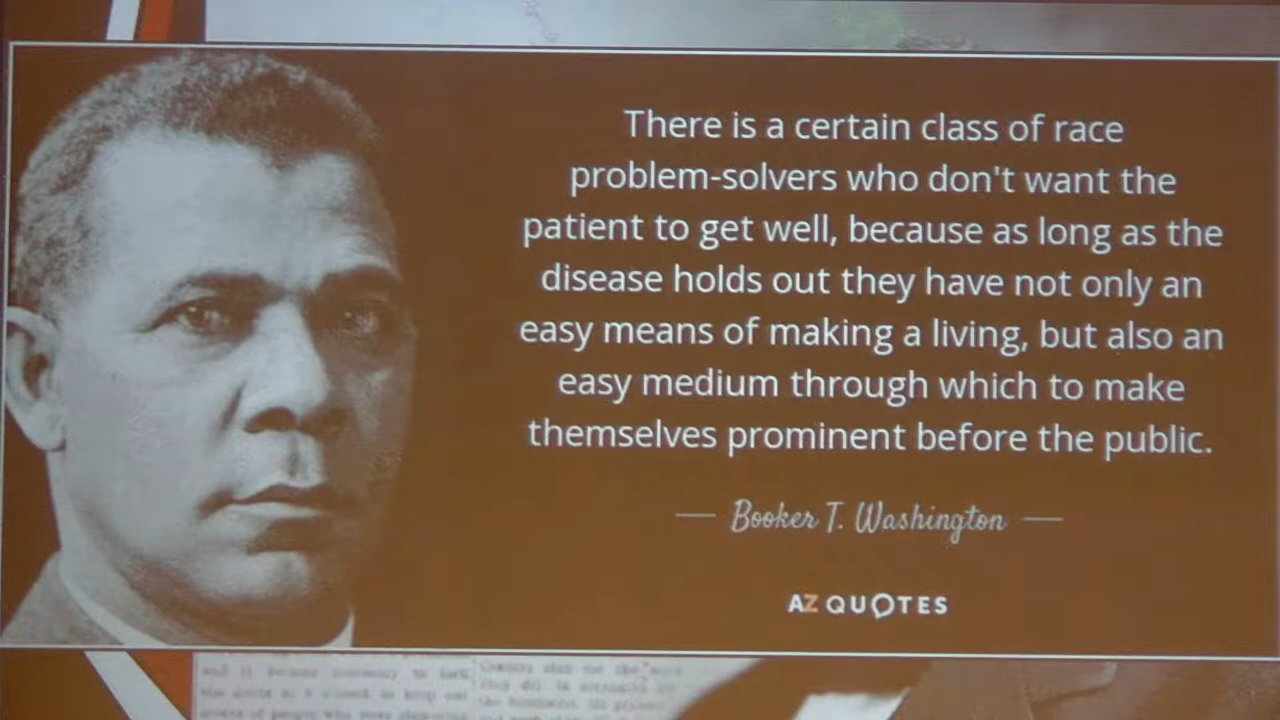 There is a certain class of race
problem-solvers who don't want the
patient to get well, because as long as the
disease holds out they have not only an
easy means of making a living, but also an
easy medium through which to make
themselves prominent before the public.
— Booker T. Washington —
AZ QUOTES